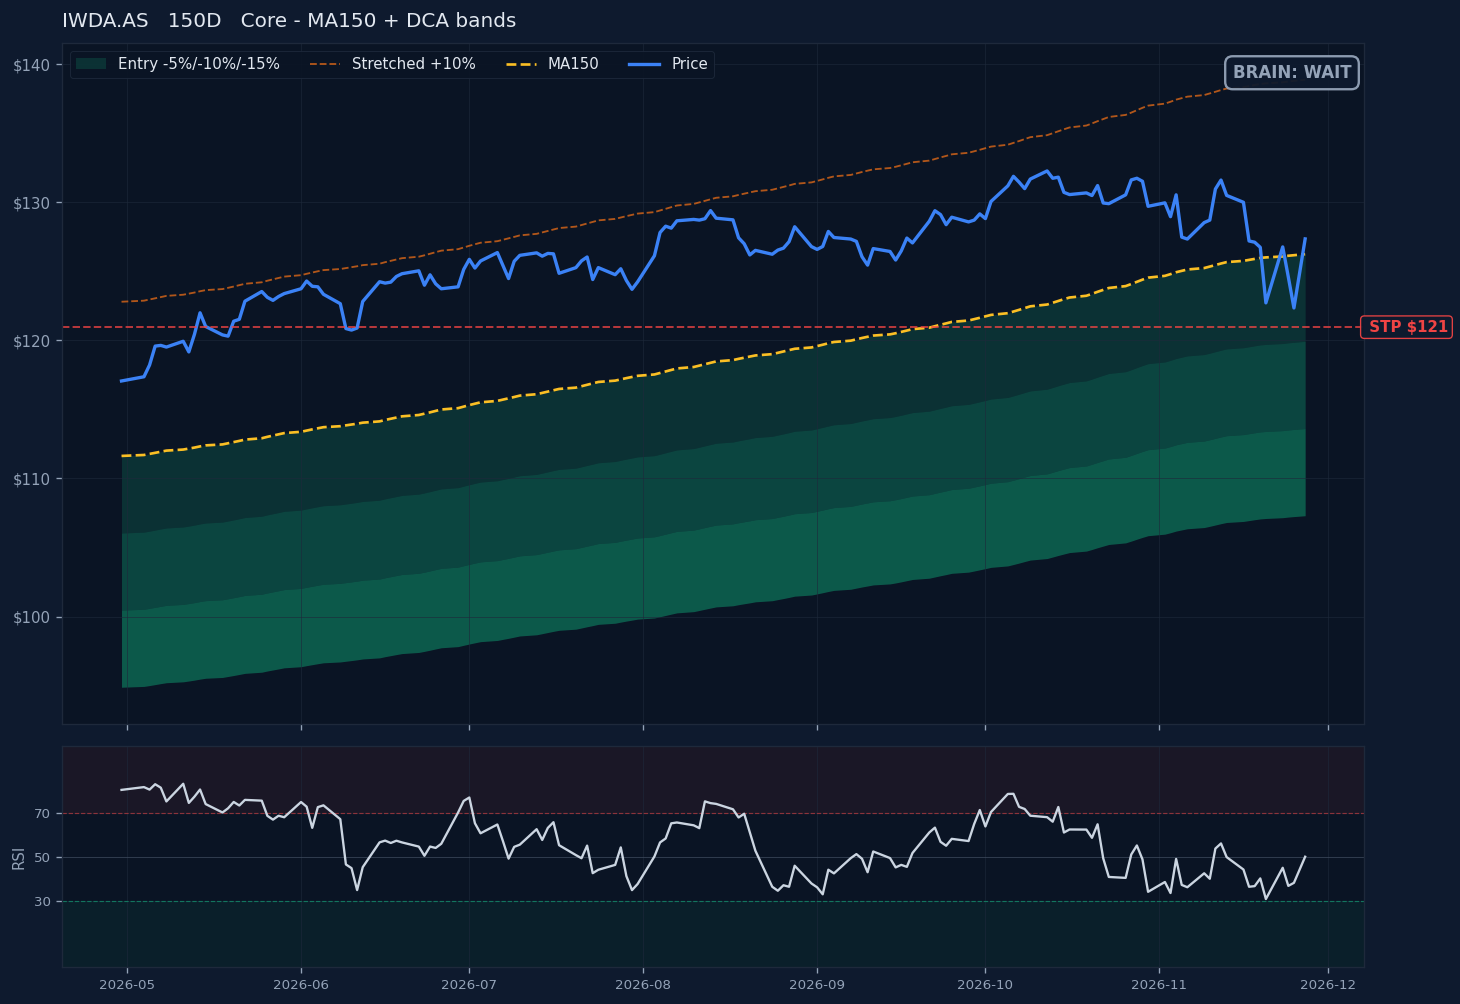 IWDA.AS   150D   Core - MA150 + DCA bands
Entry -5%/-10%/-15%
Stretched +10%
MA150
Price
BRAIN: WAIT
$140
$130
$120
$110
$100
STP $121
RSI
70
50
30
2026-05
2026-06
2026-07
2026-08
2026-09
2026-10
2026-11
2026-12